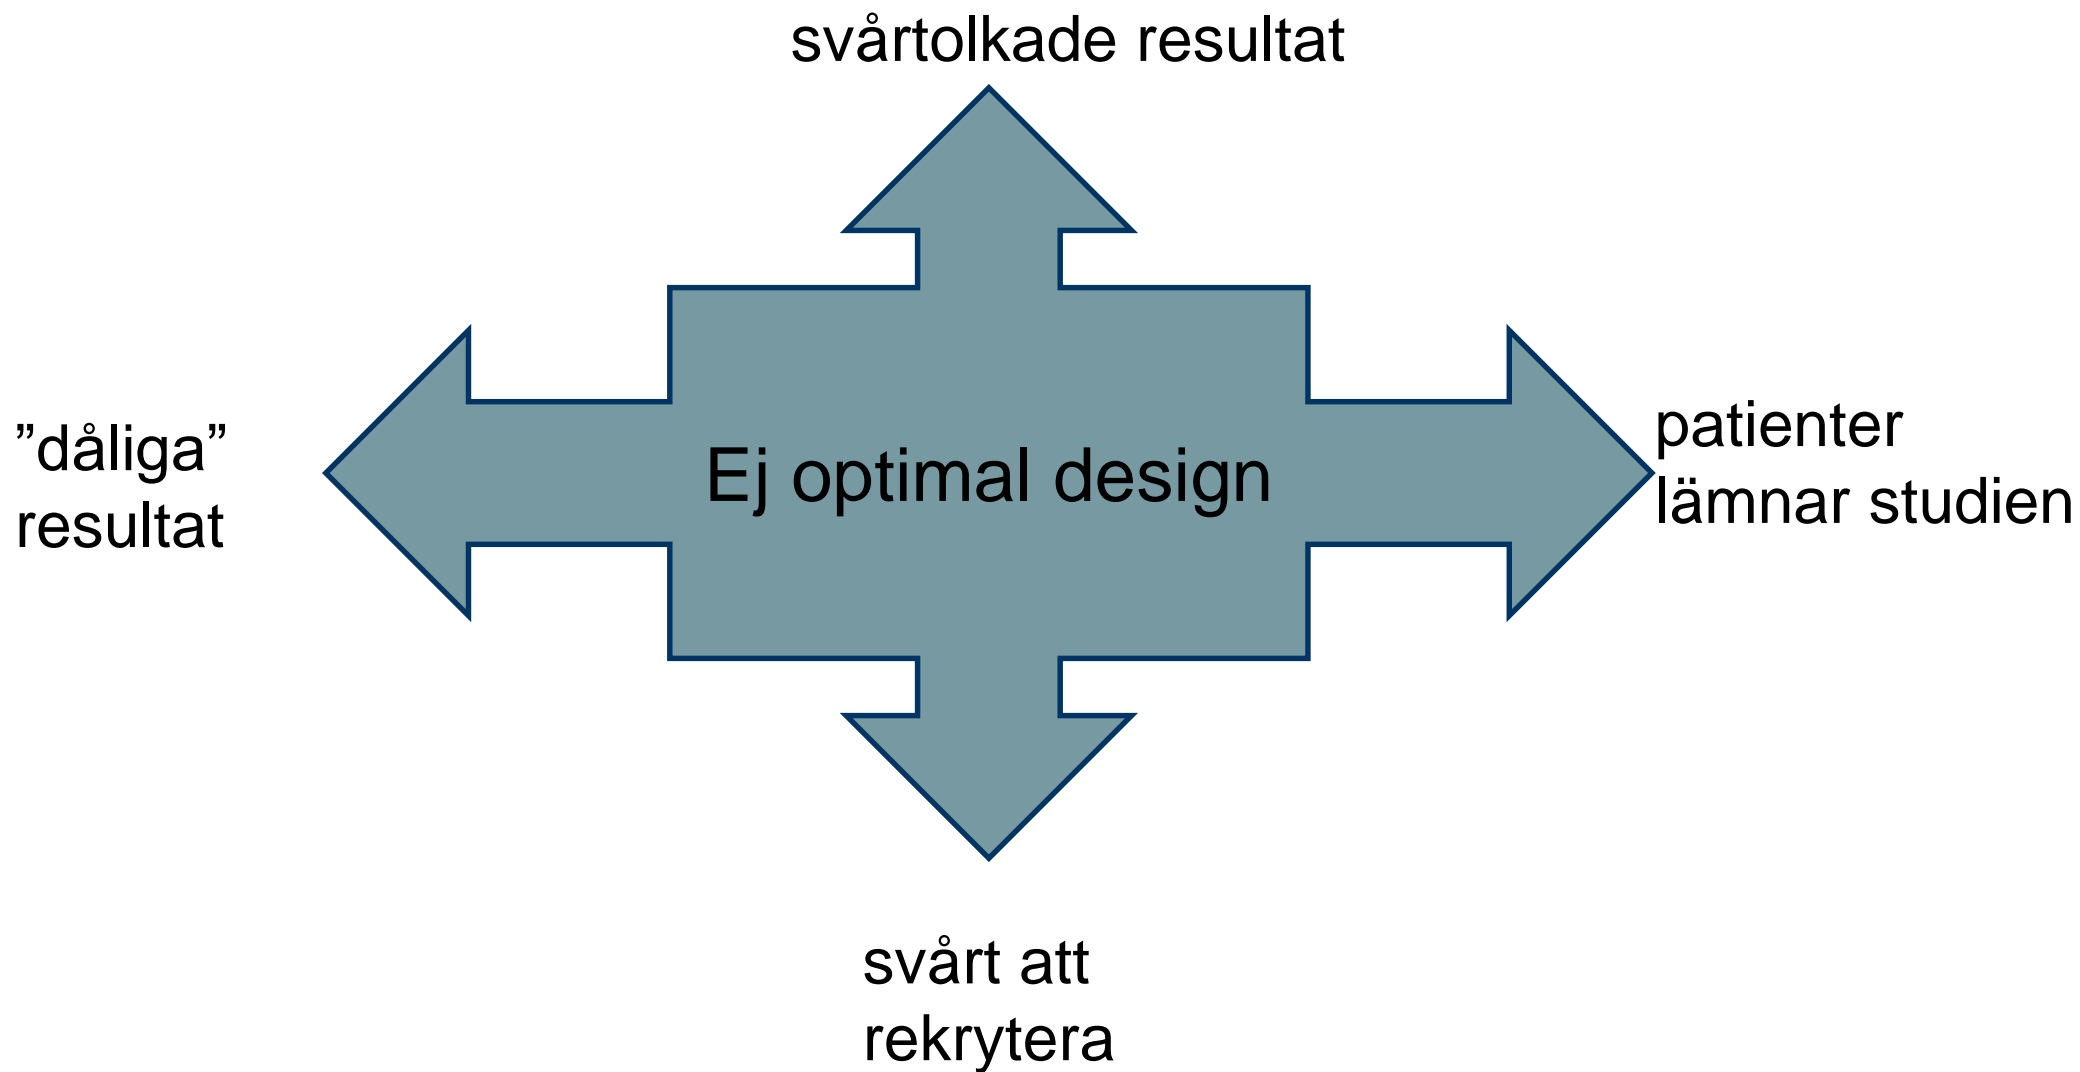 svårtolkade resultat
”dåliga”
resultat
Ej optimal design
patienter
lämnar studien
svårt att
rekrytera